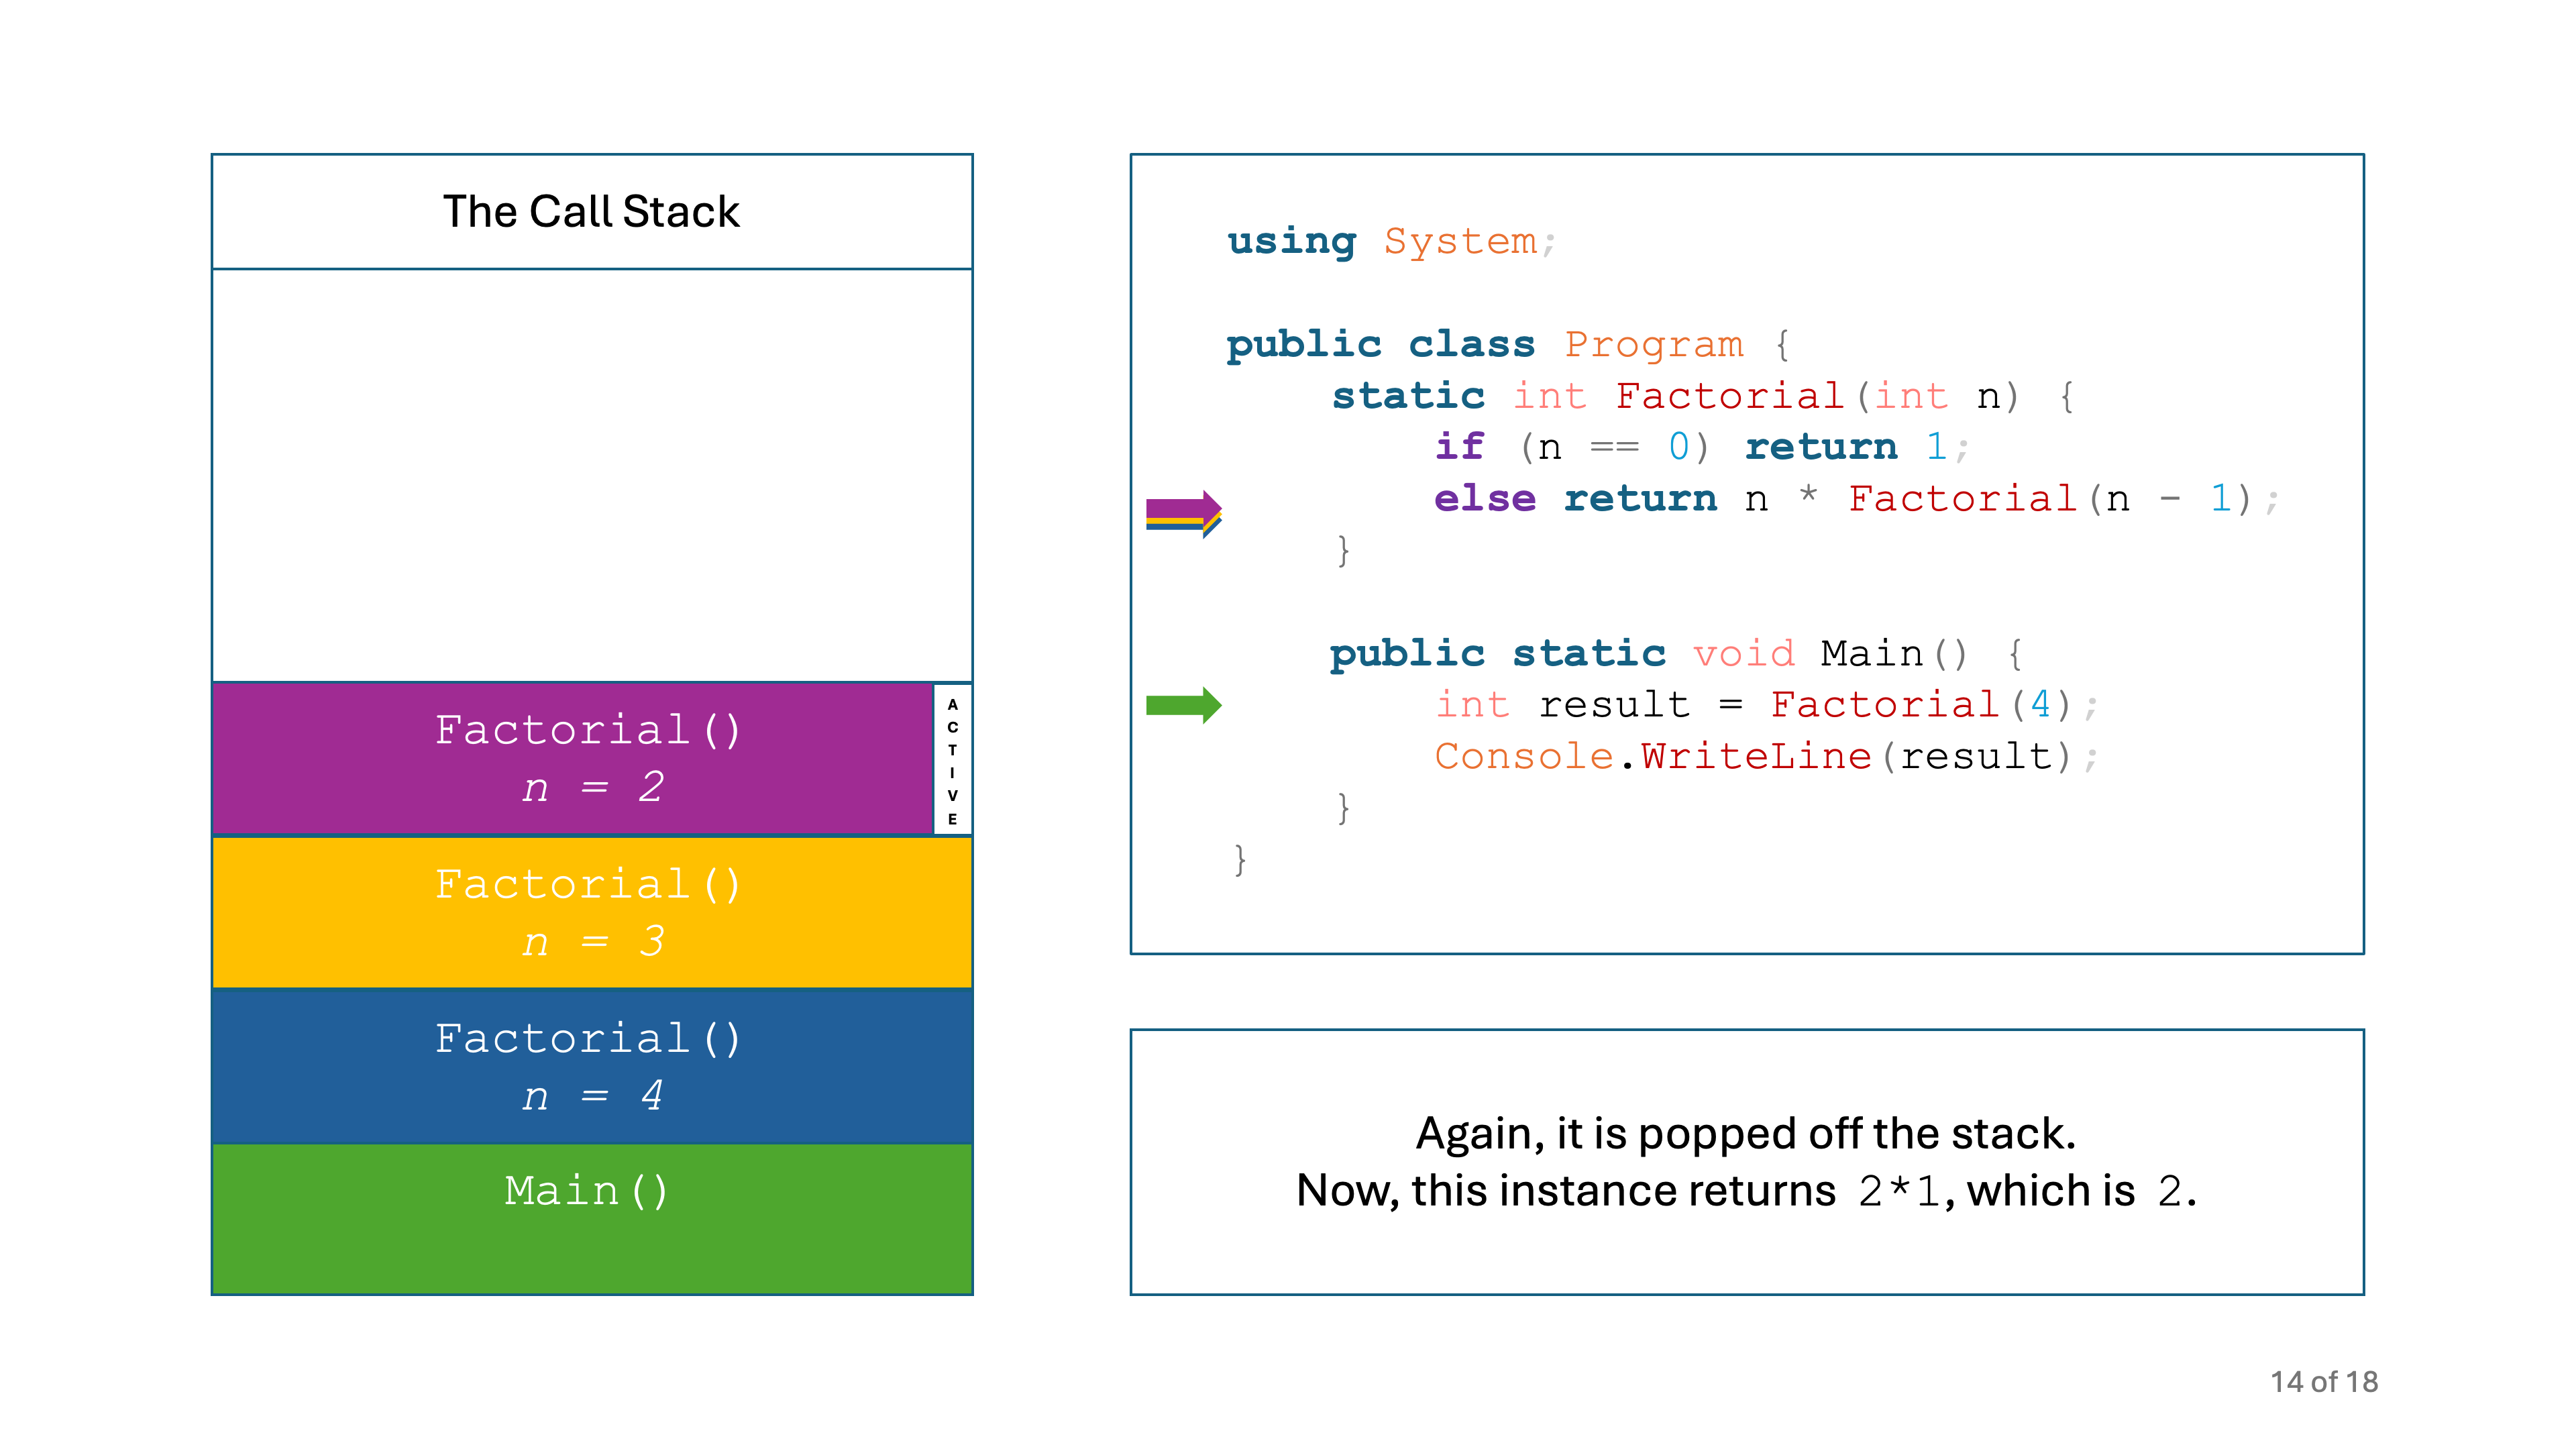 The Call Stack
Factorial()
n = 2
ACTIVE
Factorial()
n = 3
Factorial()
n = 4
Main()
using System;
public class Program {
static int Factorial(int n) {
if (n == 0) return 1;
else return n * Factorial(n - 1);
}
public static void Main() {
int result = Factorial(4);
Console.WriteLine(result);
}
}
Again, it is popped off the stack.
Now, this instance returns 2*1, which is 2.
14 of 18